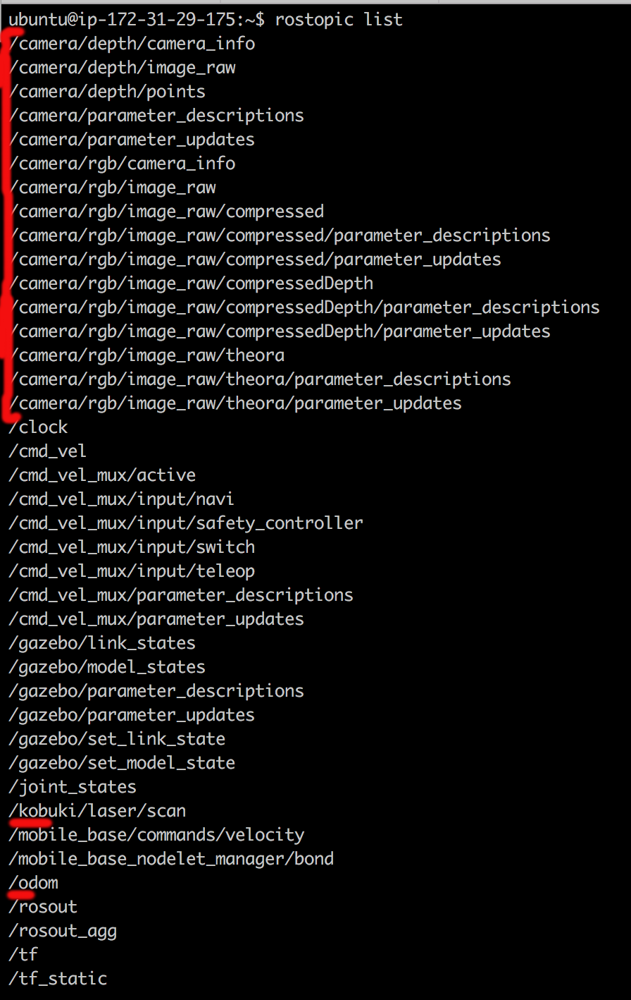 ubuntu@ip-172-31-29-175:~$ rostopic list
/camera/depth/camera_info
/camera/depth/image_raw
/camera/depth/points
/camera/parameter_descriptions
/camera/parameter_updates
/camera/rgb/camera_info
/camera/rgb/image_raw
/camera/rgb/image_raw/compressed
/camera/rgb/image_raw/compressed/parameter_descriptions
/camera/rgb/image_raw/compressed/parameter_updates
/camera/rgb/image_raw/compressedDepth
/camera/rgb/image_raw/compressedDepth/parameter_descriptions
/camera/rgb/image_raw/compressedDepth/parameter_updates
/camera/rgb/image_raw/theora
/camera/rgb/image_raw/theora/parameter_descriptions
/camera/rgb/image_raw/theora/parameter_updates
/clock
/cmd_vel
/cmd_vel_mux/active
/cmd_vel_mux/input/navi
/cmd_vel_mux/input/safety_controller
/cmd_vel_mux/input/switch
/cmd_vel_mux/input/teleop
/cmd_vel_mux/parameter_descriptions
/cmd_vel_mux/parameter_updates
/gazebo/link_states
/gazebo/model_states
/gazebo/parameter_descriptions
/gazebo/parameter_updates
/gazebo/set_link_state
/gazebo/set_model_state
/joint_states
/kobuki/laser/scan
/mobile_base/commands/velocity
/mobile_base_nodelet_manager/bond
/odom
/rosout
/rosout_agg
/tf
/tf_static